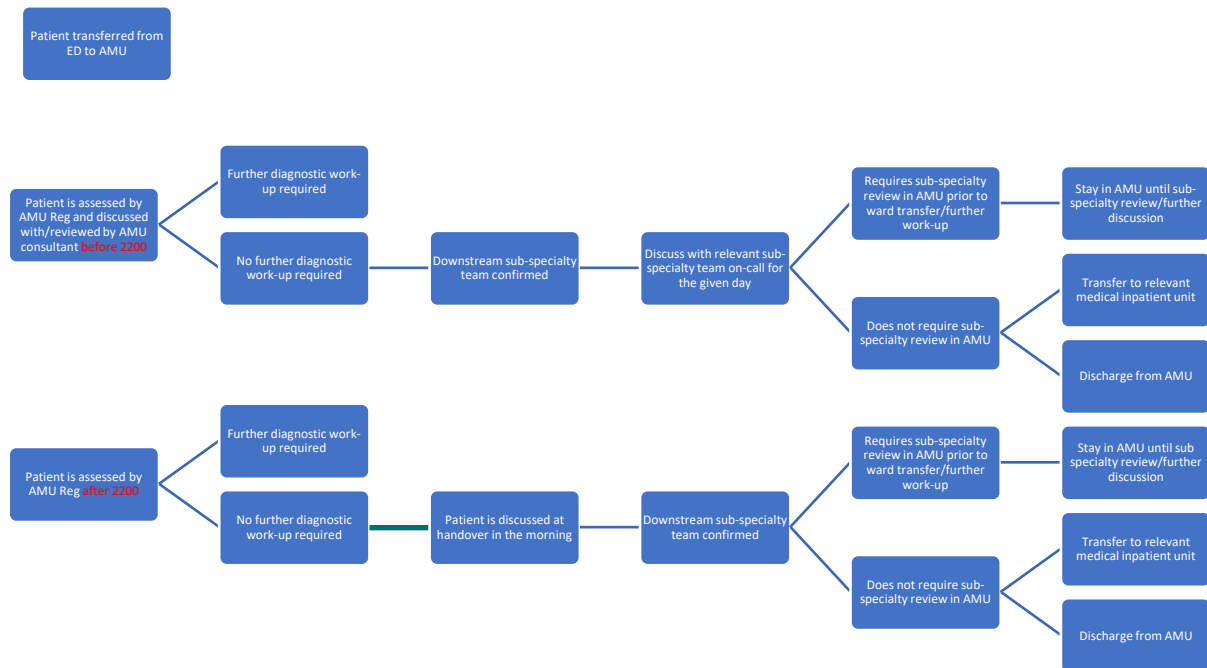 Patient transferred from
ED to AMU
Further diagnostic work-
up required
Patient is assessed by
AMU Reg and discussed
with/reviewed by AMU
consultant before 2200
No further diagnostic
work-up required
Downstream sub-specialty
team confirmed
Discuss with relevant sub-
specialty team on-call for
the given day
Requires sub-specialty
review in AMU prior to
ward transfer/further
work-up
Stay in AMU until sub-
specialty review/further
discussion
Does not require sub-
specialty review in AMU
Transfer to relevant
medical inpatient unit
Discharge from AMU
Further diagnostic work-
up required
Patient is assessed by
AMU Reg after 2200
No further diagnostic
work-up required
Patient is discussed at
handover in the morning
Downstream sub-specialty
team confirmed
Requires sub-specialty
review in AMU prior to
ward transfer/further
work-up
Stay in AMU until sub
specialty review/further
discussion
Does not require sub-
specialty review in AMU
Transfer to relevant
medical inpatient unit
Discharge from AMU